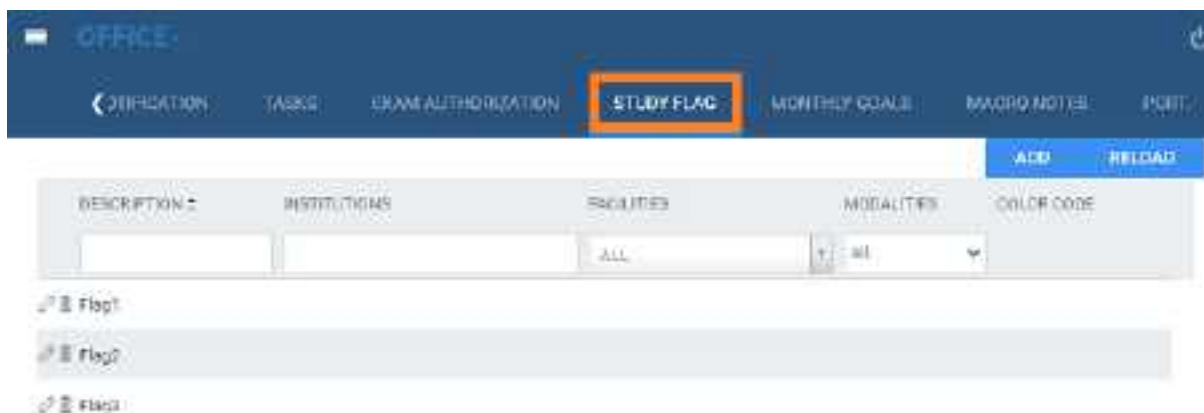 OFFICE
TASKS EXAM AUTHORIZATION STUDY FLAG MONTHLY GOALS MACRO NOTES
ADD RELOAD
DESCRIPTION INSTITUTIONS FACILITIES MODALITIES COLOR CODE
ALL All
Flag1
Flag2
Flag3